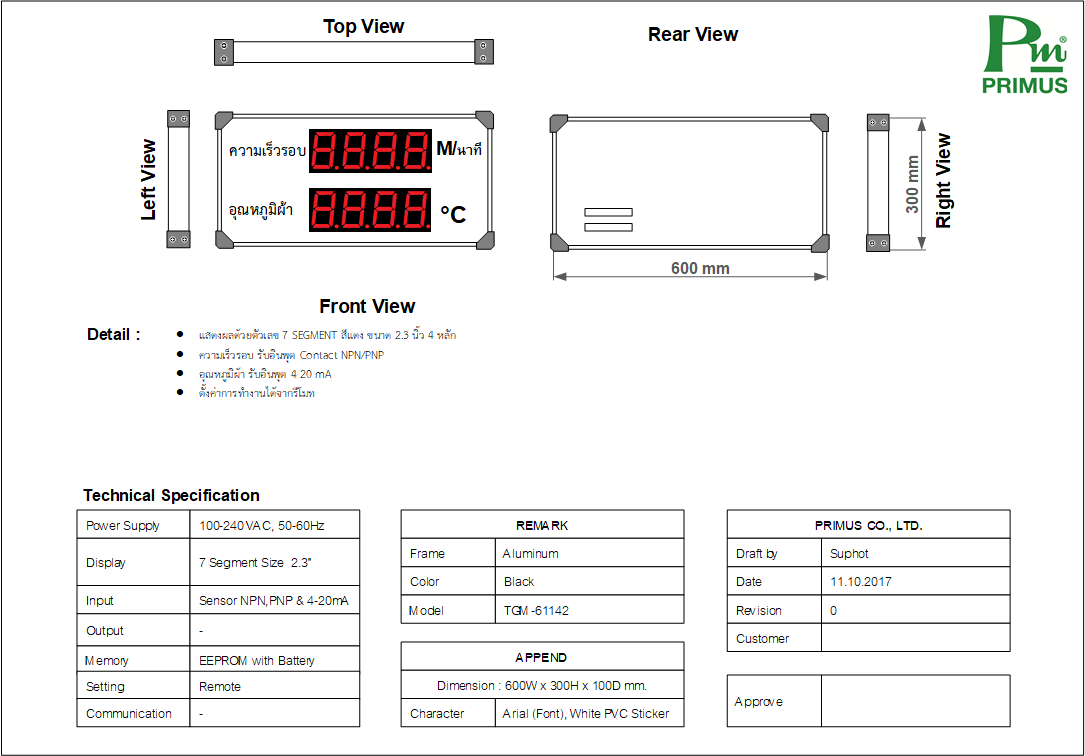 Top View
Rear View
Pm®
PRIMUS
Left View
ความเร็วรอบ 8.8.8.8. M/นาที
อุณหภูมิผ้า 8.8.8.8. °C
300 mm
Right View
600 mm
Front View
Detail :
• แสดงผลด้วยตัวเลข 7 SEGMENT สีแดง ขนาด 2.3 นิ้ว 4 หลัก
• ความเร็วรอบ รับอินพุต Contact NPN/PNP
• อุณหภูมิผ้า รับอินพุต 4-20 mA
• ตั้งค่าการทำงานได้จากรีโมท
Technical Specification
Power Supply 100-240VAC, 50-60Hz
Display 7 Segment Size 2.3"
Input Sensor NPN,PNP & 4-20mA
Output -
Memory EEPROM with Battery
Setting Remote
Communication -
REMARK
Frame Aluminum
Color Black
Model TGM-61142
APPEND
Dimension : 600W x 300H x 100D mm.
Character Arial (Font), White PVC Sticker
PRIMUS CO., LTD.
Draft by Suphot
Date 11.10.2017
Revision 0
Customer
Approve